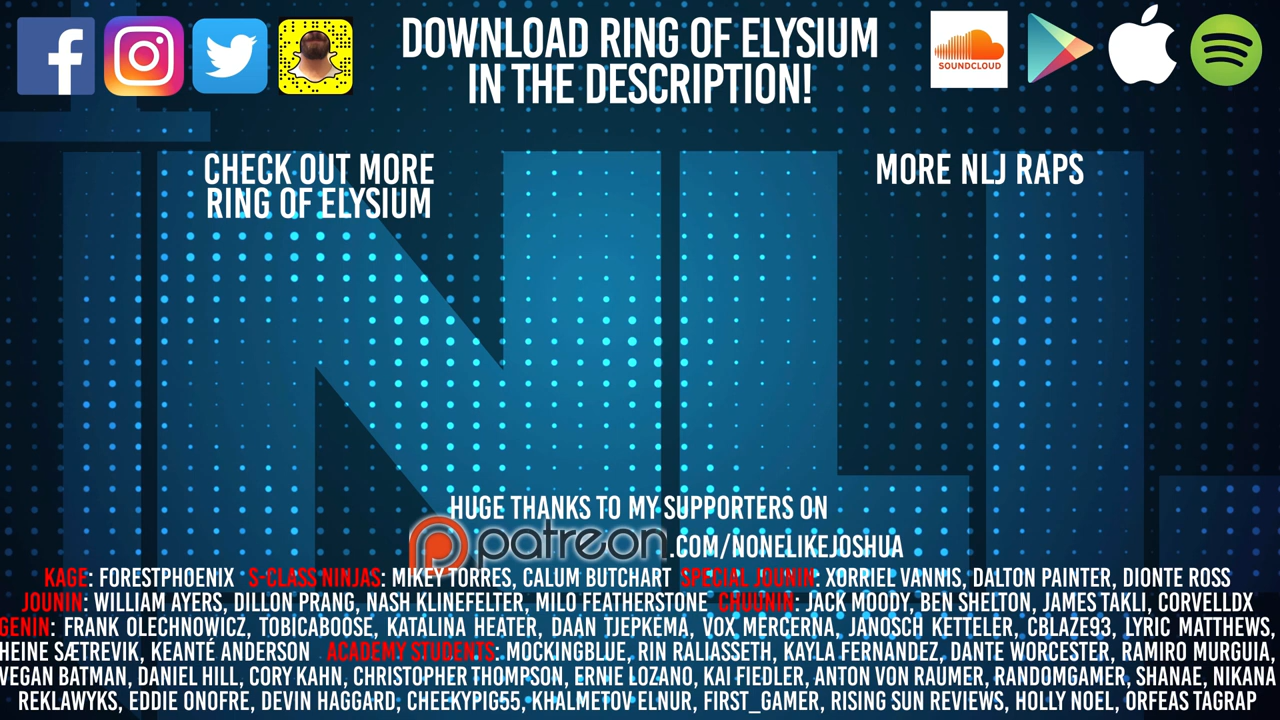 DOWNLOAD RING OF ELYSIUM
IN THE DESCRIPTION!
SOUNDCLOUD
CHECK OUT MORE
RING OF ELYSIUM
MORE NLJ RAPS
NLJ
HUGE THANKS TO MY SUPPORTERS ON
patreon.COM/NONELIKEJOSHUA
KAGE: FORESTPHOENIX S-CLASS NINJAS: MIKEY TORRES, CALUM BUTCHART SPECIAL JOUNIN: XORRIEL VANNIS, DALTON PAINTER, DIONTE ROSS
JOUNIN: WILLIAM AYERS, DILLON PRANG, NASH KLINEFELTER, MILO FEATHERSTONE CHUUNIN: JACK MOODY, BEN SHELTON, JAMES TAKLI, CORVELLDX
GENIN: FRANK OLECHNOWICZ, TOBICABOOSE, KATALINA HEATER, DAAN TJEPKEMA, VOX MERCERNA, JANOSCH KETTELER, CBLAZE93, LYRIC MATTHEWS,
HEINE SÆTREVIK, KEANTÉ ANDERSON ACADEMY STUDENTS: MOCKINGBLUE, RIN RALIASSETH, KAYLA FERNANDEZ, DANTE WORCESTER, RAMIRO MURGUIA,
VEGAN BATMAN, DANIEL HILL, CORY KAHN, CHRISTOPHER THOMPSON, ERNIE LOZANO, KAI FIEDLER, ANTON VON RAUMER, RANDOMGAMER, SHANAE, NIKANA
REKLAWYKS, EDDIE ONOFRE, DEVIN HAGGARD, CHEEKYPIG55, KHALMETOV ELNUR, FIRST_GAMER, RISING SUN REVIEWS, HOLLY NOEL, ORFEAS TAGRAP